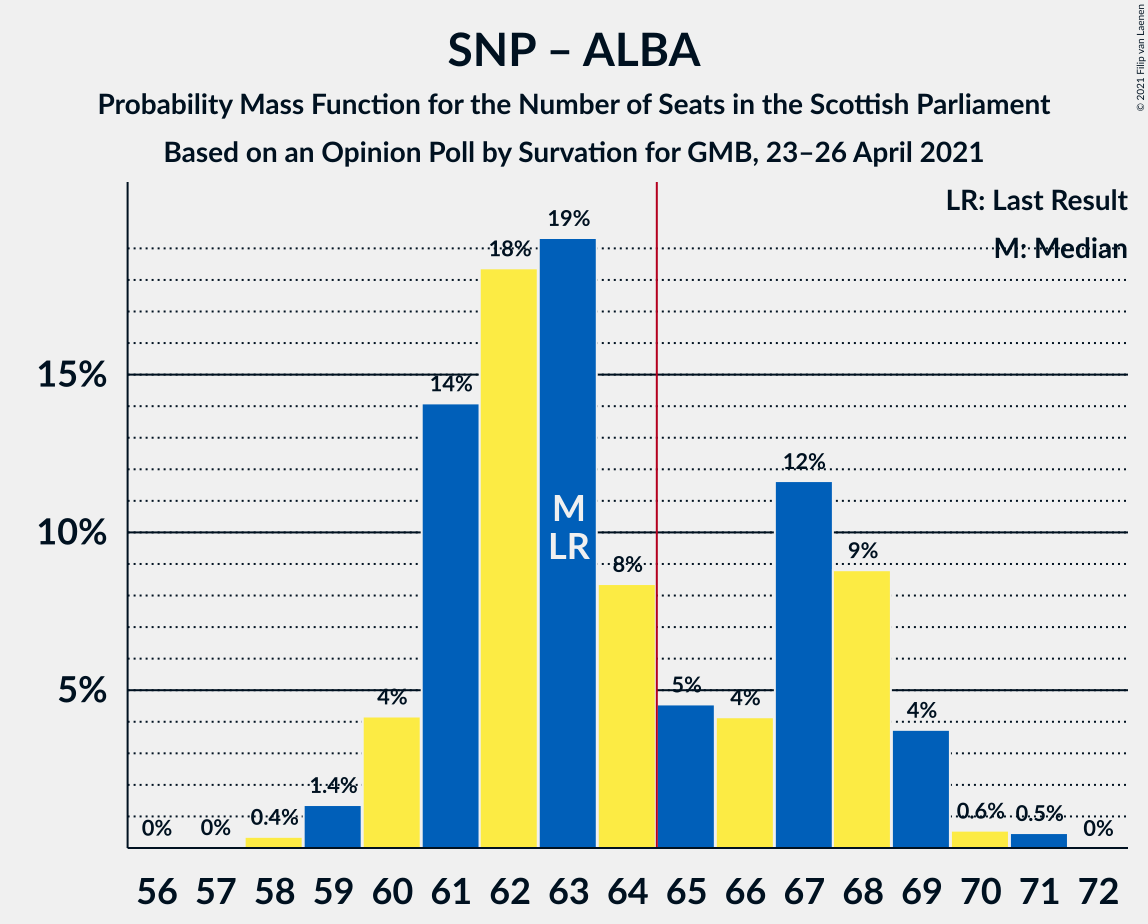 SNP – ALBA
Probability Mass Function for the Number of Seats in the Scottish Parliament
Based on an Opinion Poll by Survation for GMB, 23–26 April 2021
© 2021 Filip van Laenen
LR: Last Result
M: Median
15%
10%
5%
0%
0%
0.4%
1.4%
4%
14%
18%
19%
8%
5%
4%
12%
9%
4%
0.6%
0.5%
0%
M
LR
56 57 58 59 60 61 62 63 64 65 66 67 68 69 70 71 72